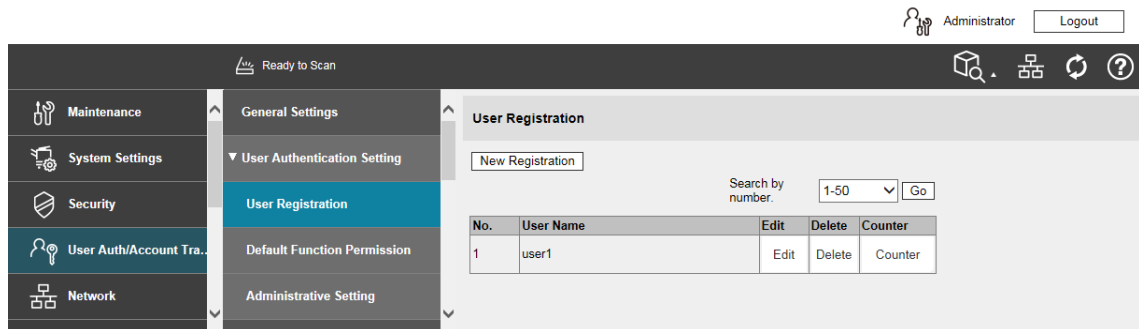 Administrator Logout
Ready to Scan
Maintenance
System Settings
Security
User Auth/Account Tra..
Network
General Settings
▼ User Authentication Setting
User Registration
Default Function Permission
Administrative Setting
User Registration
New Registration
Search by
number. 1-50 Go
No. User Name Edit Delete Counter
1 user1 Edit Delete Counter